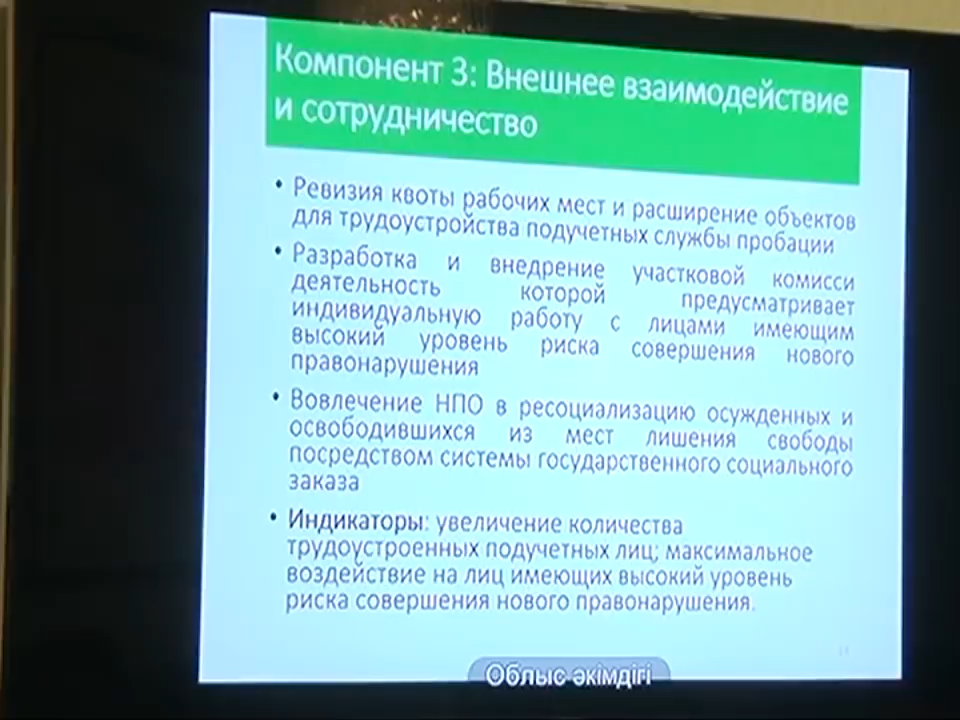 Компонент 3: Внешнее взаимодействие
и сотрудничество
• Ревизия квоты рабочих мест и расширение объектов
для трудоустройства подучетных службы пробации
• Разработка и внедрение участковой комисси
деятельность которой предусматривает
индивидуальную работу с лицами имеющим
высокий уровень риска совершения нового
правонарушения
• Вовлечение НПО в ресоциализацию осужденных и
освободившихся из мест лишения свободы
посредством системы государственного социального
заказа
• Индикаторы: увеличение количества
трудоустроенных подучетных лиц; максимальное
воздействие на лиц имеющих высокий уровень
риска совершения нового правонарушения.
Облыс әкімдігі